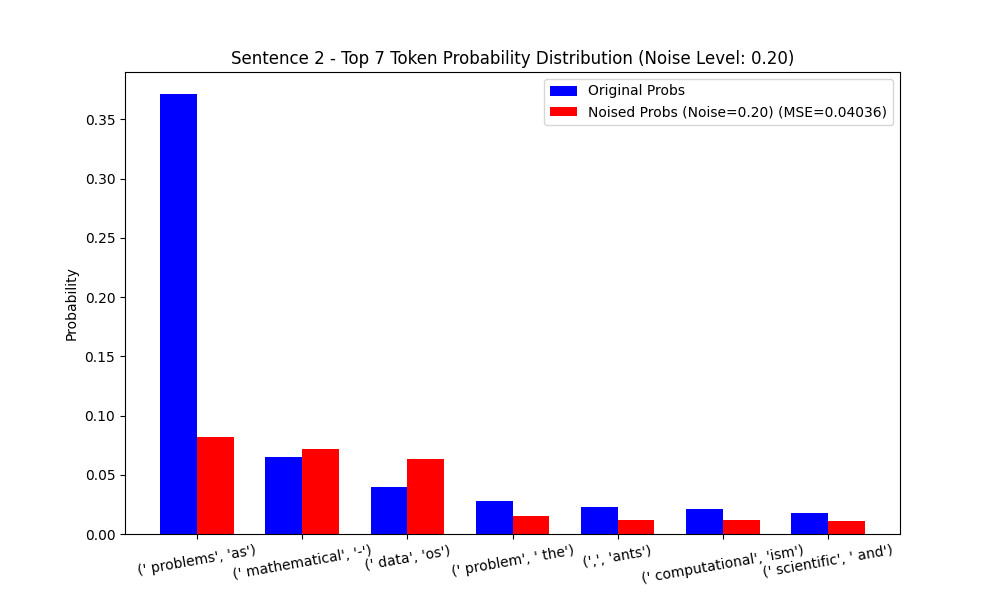 Sentence 2 - Top 7 Token Probability Distribution (Noise Level: 0.20)
Original Probs
Noised Probs (Noise=0.20) (MSE=0.04036)
Probability
0.35
0.30
0.25
0.20
0.15
0.10
0.05
0.00
(' problems', 'as')
(' mathematical', '-')
(' data', 'os')
(' problem', ' the')
(',', 'ants')
(' computational', 'ism')
(' scientific', ' and')